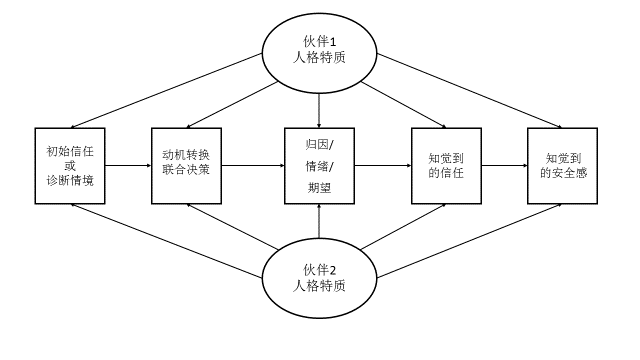 伙伴1
人格特质
初始信任
或
诊断情境
动机转换
联合决策
归因/
情绪/
期望
知觉到
的信任
知觉到
的安全感
伙伴2
人格特质